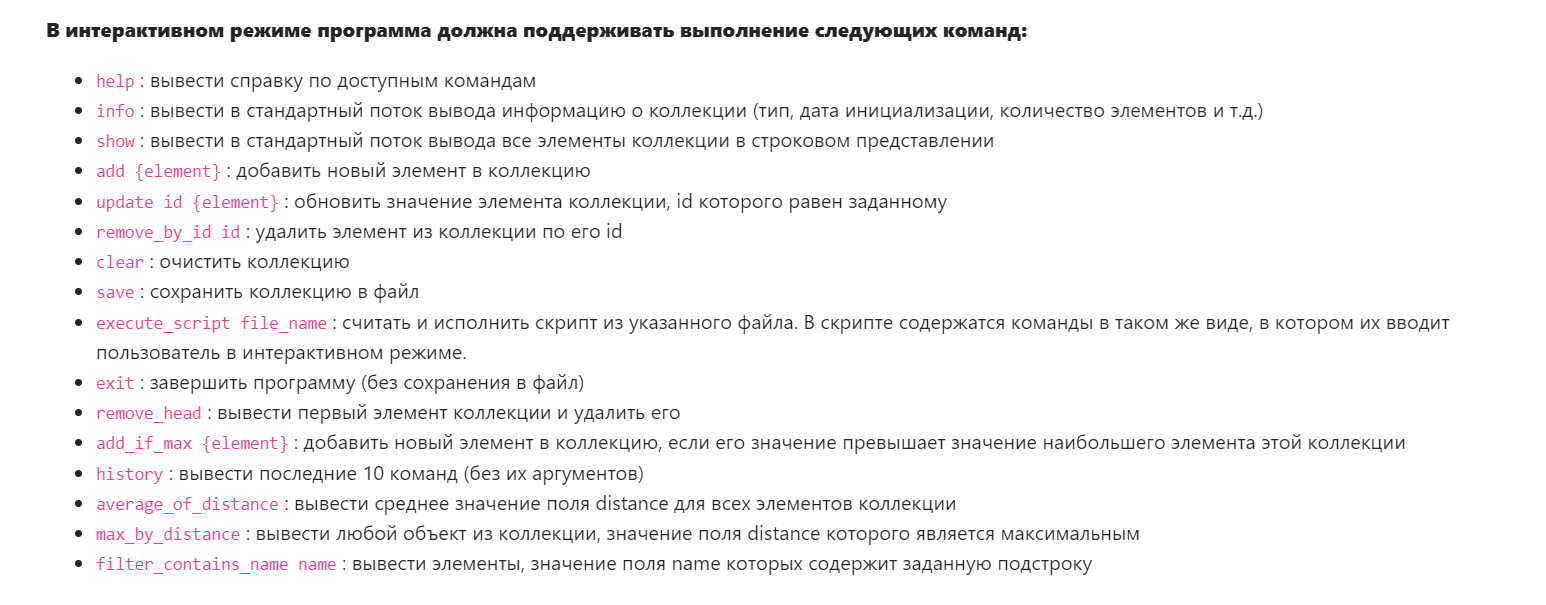 В интерактивном режиме программа должна поддерживать выполнение следующих команд:
help : вывести справку по доступным командам
info : вывести в стандартный поток вывода информацию о коллекции (тип, дата инициализации, количество элементов и т.д.)
show : вывести в стандартный поток вывода все элементы коллекции в строковом представлении
add {element} : добавить новый элемент в коллекцию
update id {element} : обновить значение элемента коллекции, id которого равен заданному
remove_by_id id : удалить элемент из коллекции по его id
clear : очистить коллекцию
save : сохранить коллекцию в файл
execute_script file_name : считать и исполнить скрипт из указанного файла. В скрипте содержатся команды в таком же виде, в котором их вводит
пользователь в интерактивном режиме.
exit : завершить программу (без сохранения в файл)
remove_head : вывести первый элемент коллекции и удалить его
add_if_max {element} : добавить новый элемент в коллекцию, если его значение превышает значение наибольшего элемента этой коллекции
history : вывести последние 10 команд (без их аргументов)
average_of_distance : вывести среднее значение поля distance для всех элементов коллекции
max_by_distance : вывести любой объект из коллекции, значение поля distance которого является максимальным
filter_contains_name name : вывести элементы, значение поля name которых содержит заданную подстроку